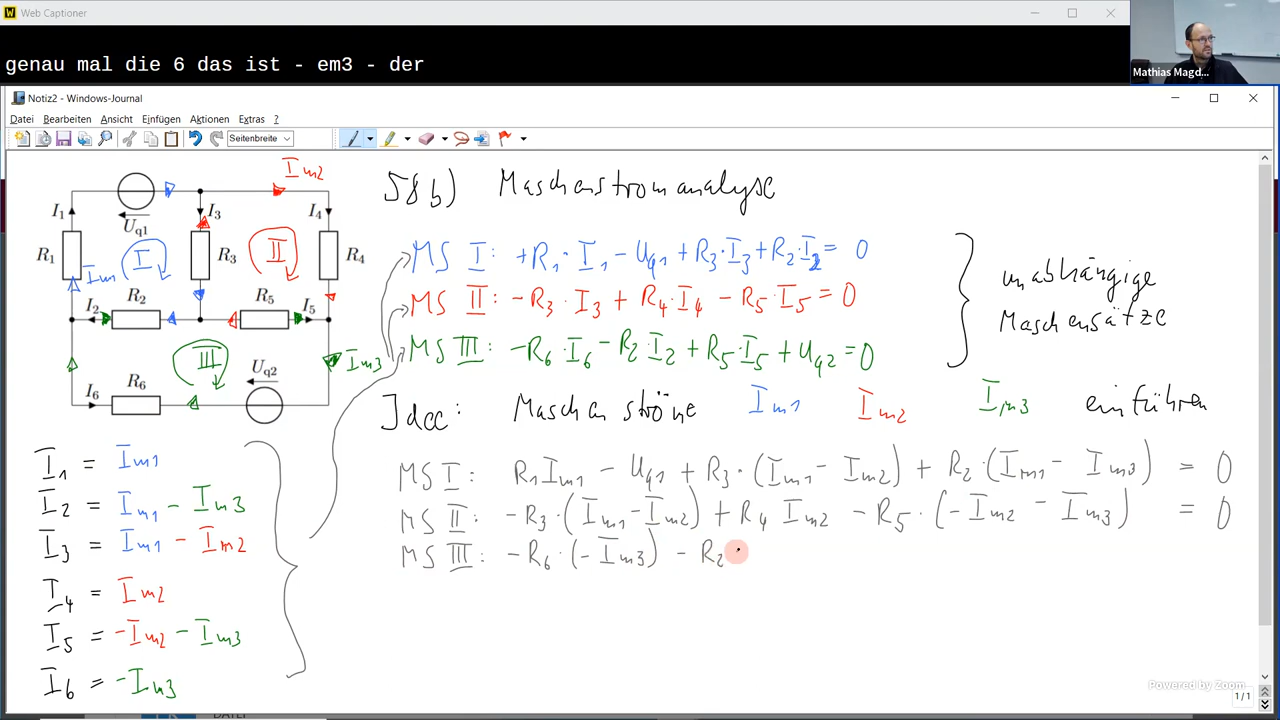 Web Captioner
genau mal die 6 das ist - em3 - der
Mathias Magd...
Notiz2 - Windows-Journal
Datei Bearbeiten Ansicht Einfügen Aktionen Extras ?
Seitenbreite
58 b) Maschenstromanalyse
I1 Uq1 I3 I4 Im2
R1 Im1 I R3 II R4
I2 R2 R5 I5
III Im3
I6 R6 Uq2
MS I: +R1·I1 - Uq1 + R3·I3 + R2·I2 = 0
MS II: -R3·I3 + R4·I4 - R5·I5 = 0
MS III: -R6·I6 - R2·I2 + R5·I5 + Uq2 = 0
unabhängige
Maschensätze
Idee: Maschenströme Im1 Im2 Im3 einführen
I1 = Im1
I2 = Im1 - Im3
I3 = Im1 - Im2
I4 = Im2
I5 = -Im2 - Im3
I6 = -Im3
MS I: R1 Im1 - Uq1 + R3·(Im1 - Im2) + R2·(Im1 - Im3) = 0
MS II: -R3·(Im1 - Im2) + R4 Im2 - R5·(-Im2 - Im3) = 0
MS III: -R6·(-Im3) - R2·
Powered by Zoom
1/1